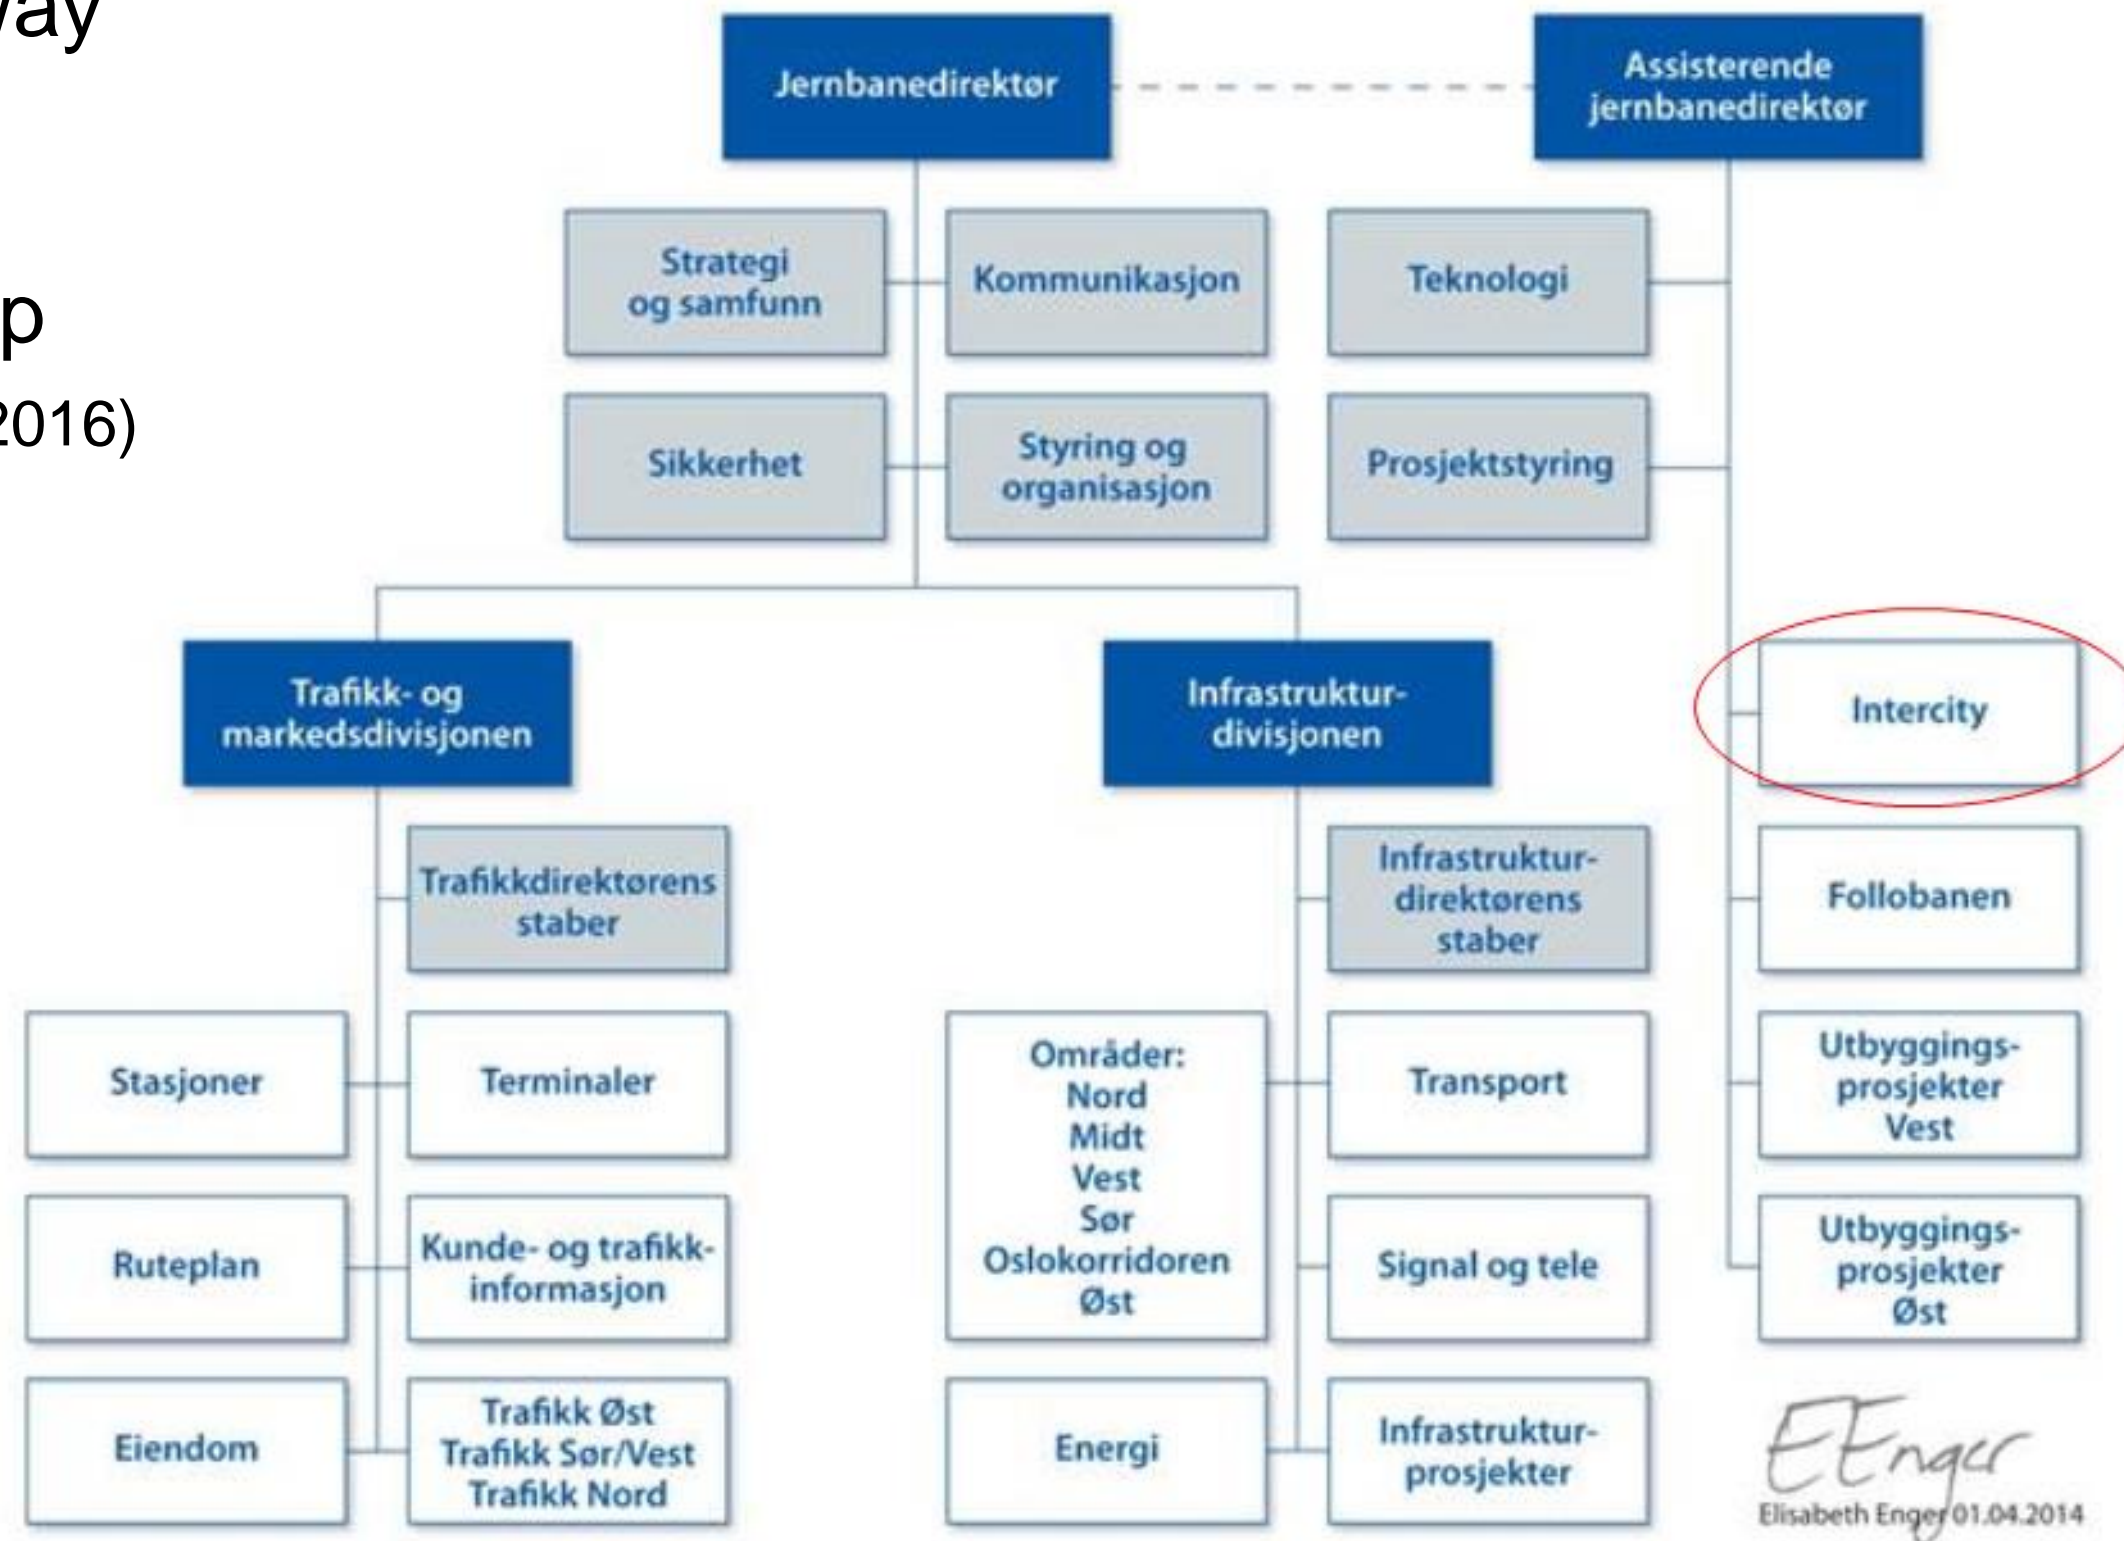 Jernbanedirektør
Assisterende
jernbanedirektør
Strategi
og samfunn
Kommunikasjon
Teknologi
Sikkerhet
Styring og
organisasjon
Prosjektstyring
2016)
Trafikk- og
markedsdivisjonen
Infrastruktur-
divisjonen
Intercity
Trafikkdirektørens
staber
Infrastruktur-
direktørens
staber
Follobanen
Stasjoner
Terminaler
Områder:
Nord
Midt
Vest
Sør
Oslokorridoren
Øst
Transport
Utbyggings-
prosjekter
Vest
Ruteplan
Kunde- og trafikk-
informasjon
Signal og tele
Utbyggings-
prosjekter
Øst
Eiendom
Trafikk Øst
Trafikk Sør/Vest
Trafikk Nord
Energi
Infrastruktur-
prosjekter
EEnger
Elisabeth Enger 01.04.2014